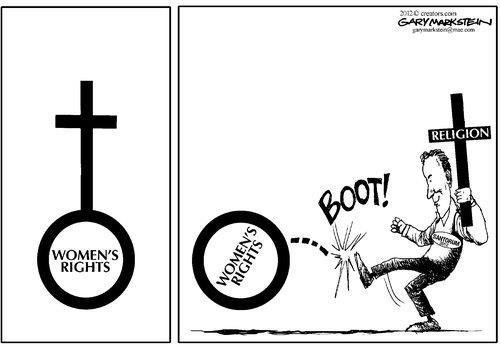 WOMEN'S
RIGHTS
2012© creators.com
GARY MARKSTEIN
garymarkstein@mac.com
RELIGION
BOOT!
WOMEN'S
RIGHTS
SANTORUM